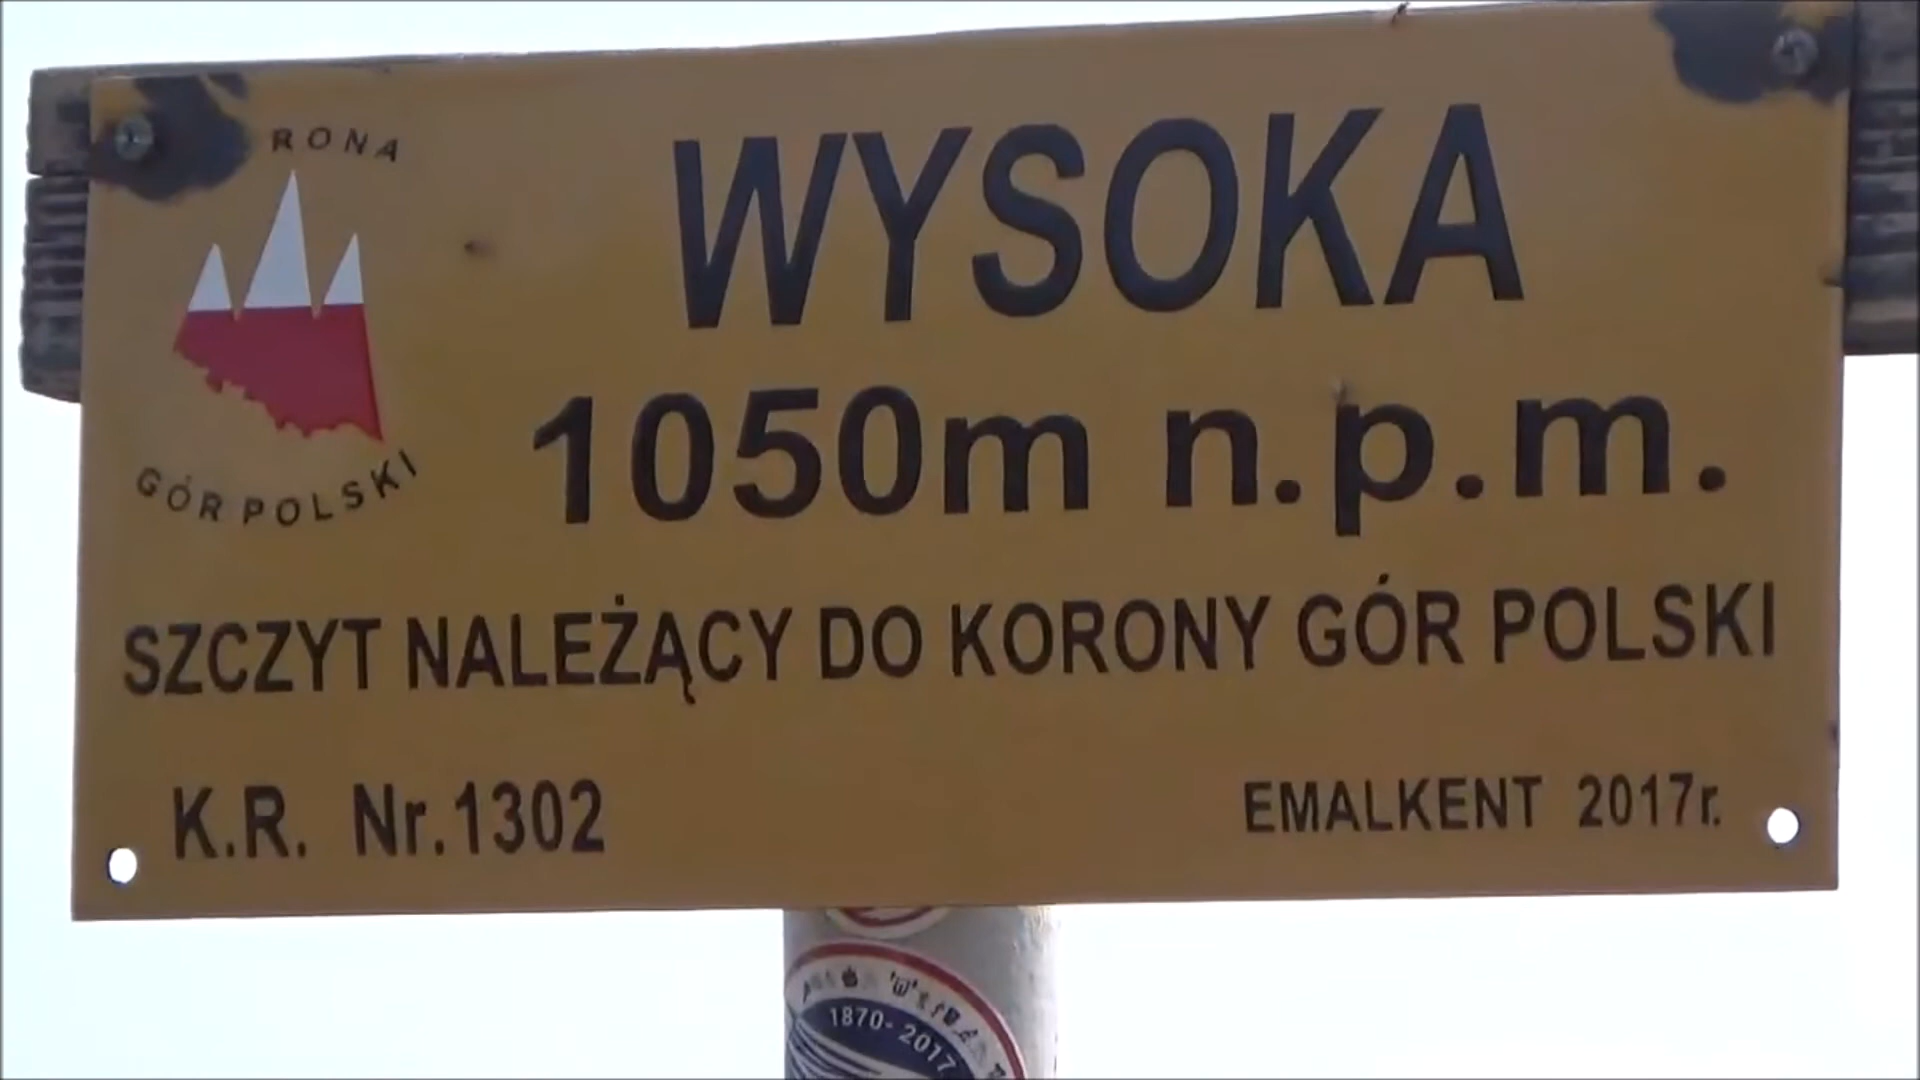 RONA
GÓR POLSKI
WYSOKA
1050m n.p.m.
SZCZYT NALEŻĄCY DO KORONY GÓR POLSKI
K.R. Nr.1302
EMALKENT 2017r.
1870-2017